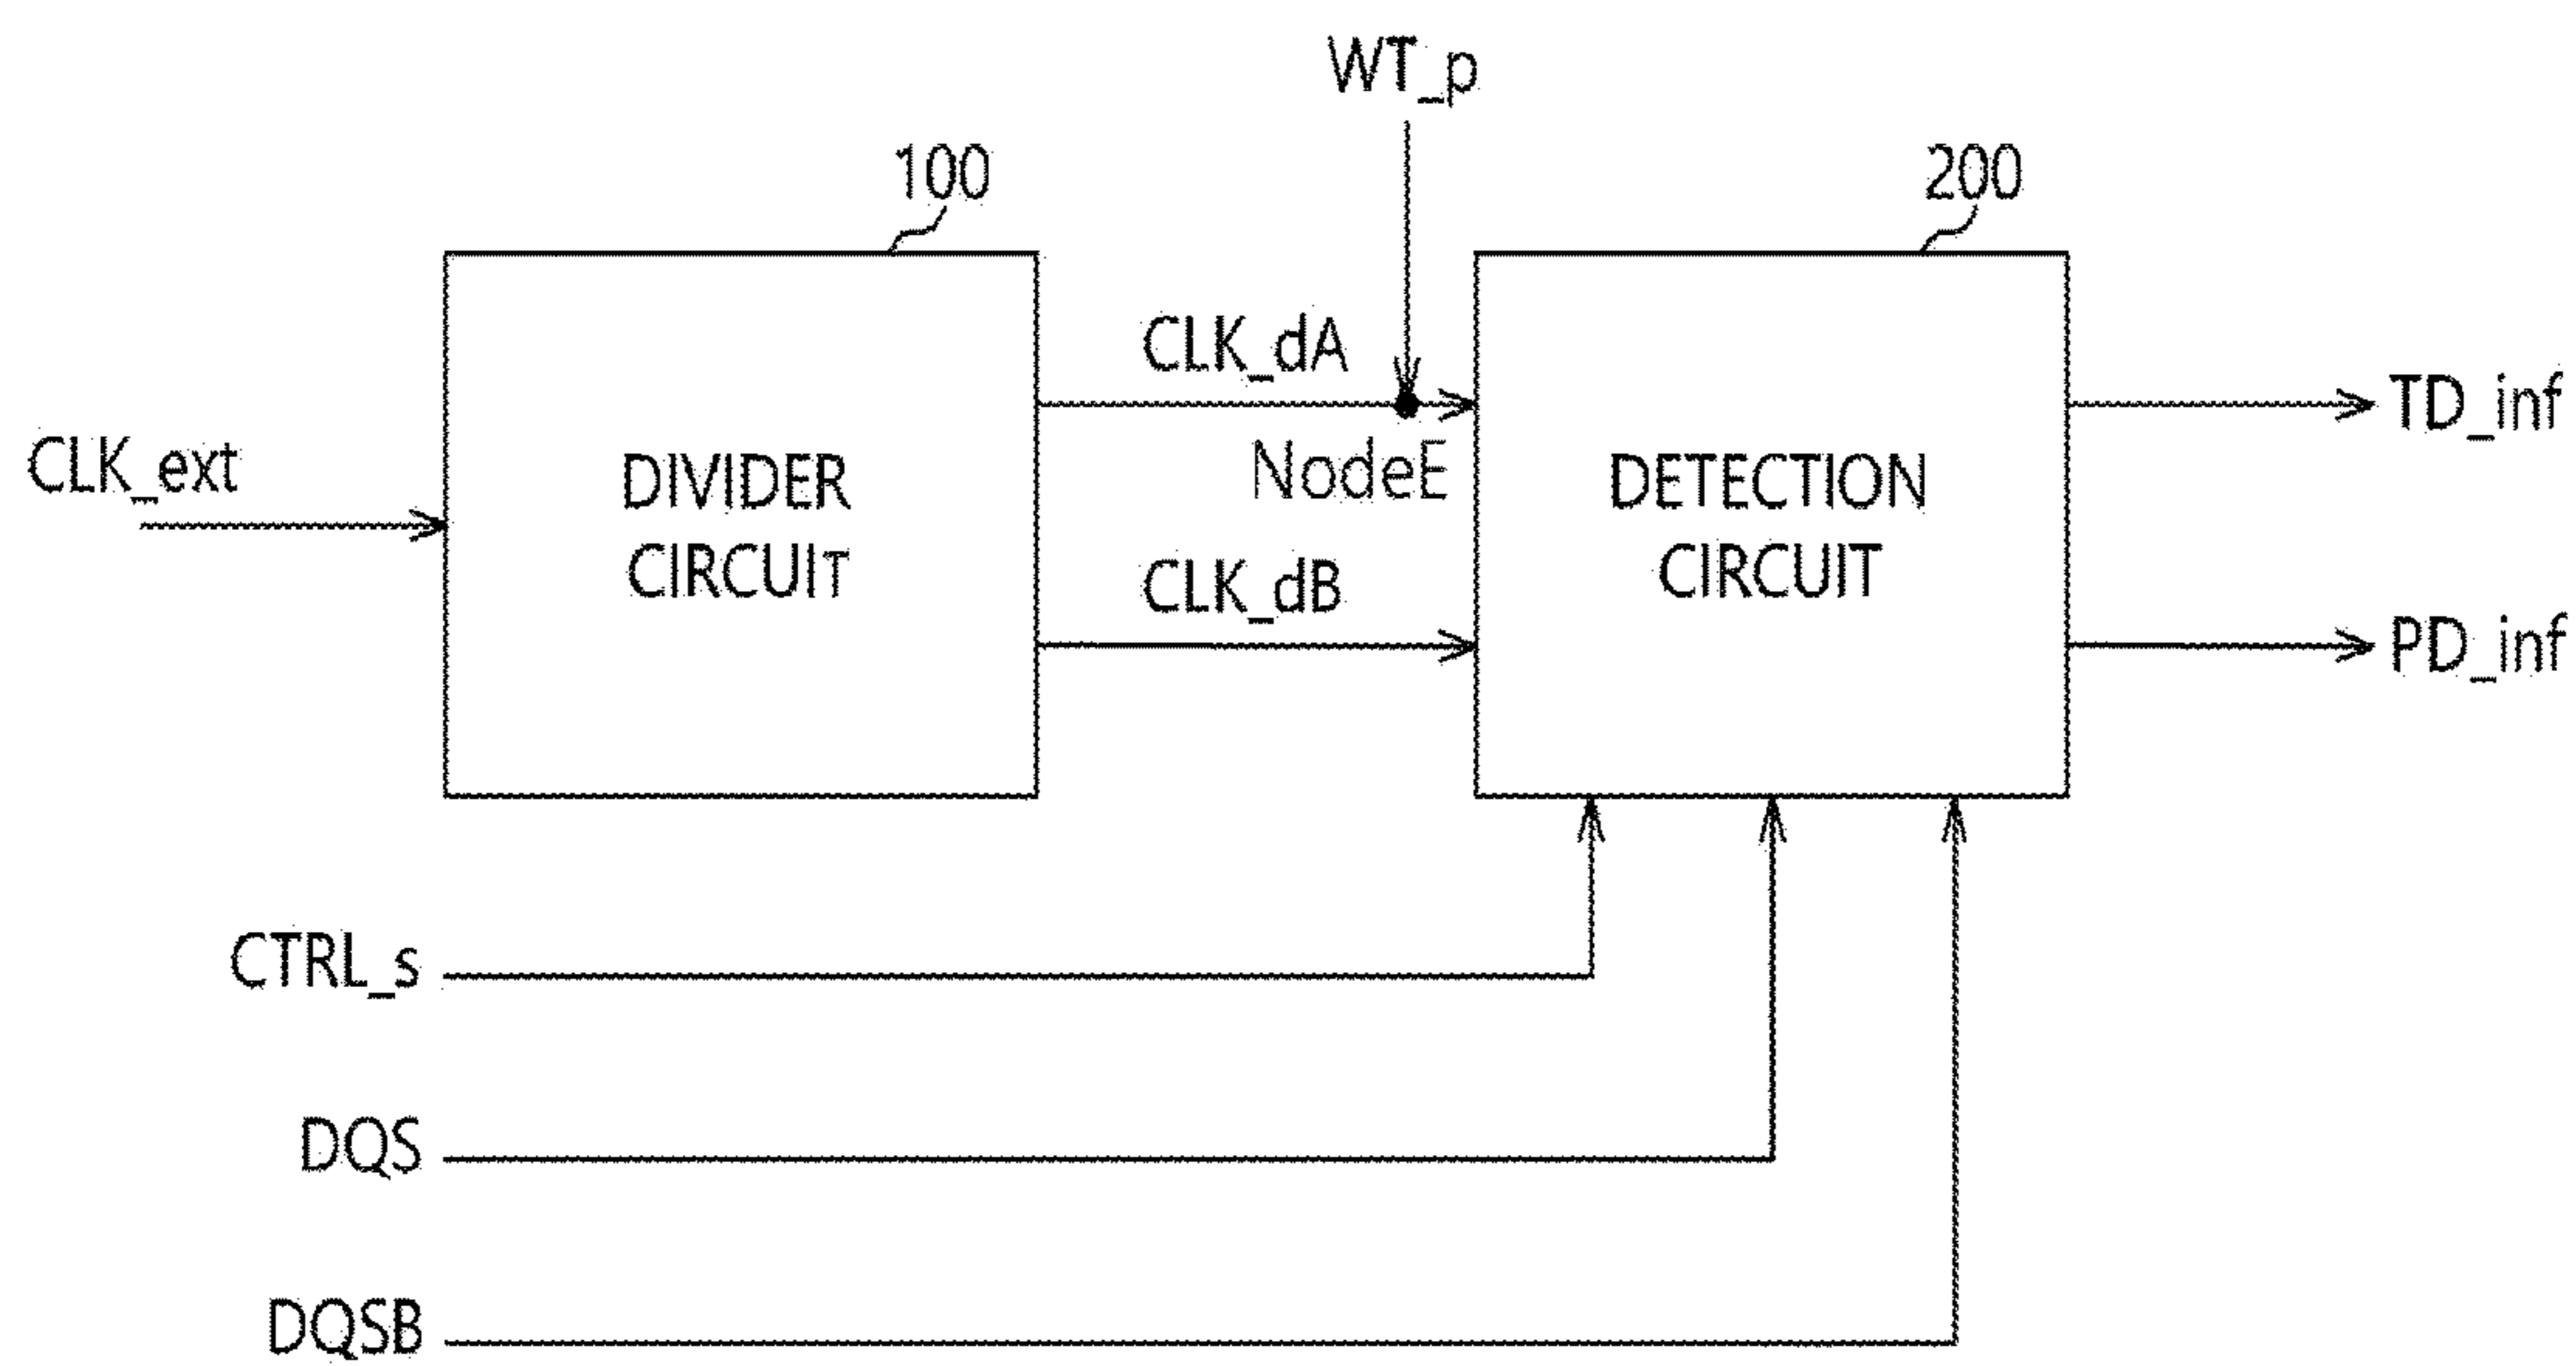 WT_p
100
200
CLK_dA
TD_inf
CLK_ext
NodeE
DIVIDER
CIRCUIT
DETECTION
CIRCUIT
CLK_dB
PD_inf
CTRL_s
DQS
DQSB